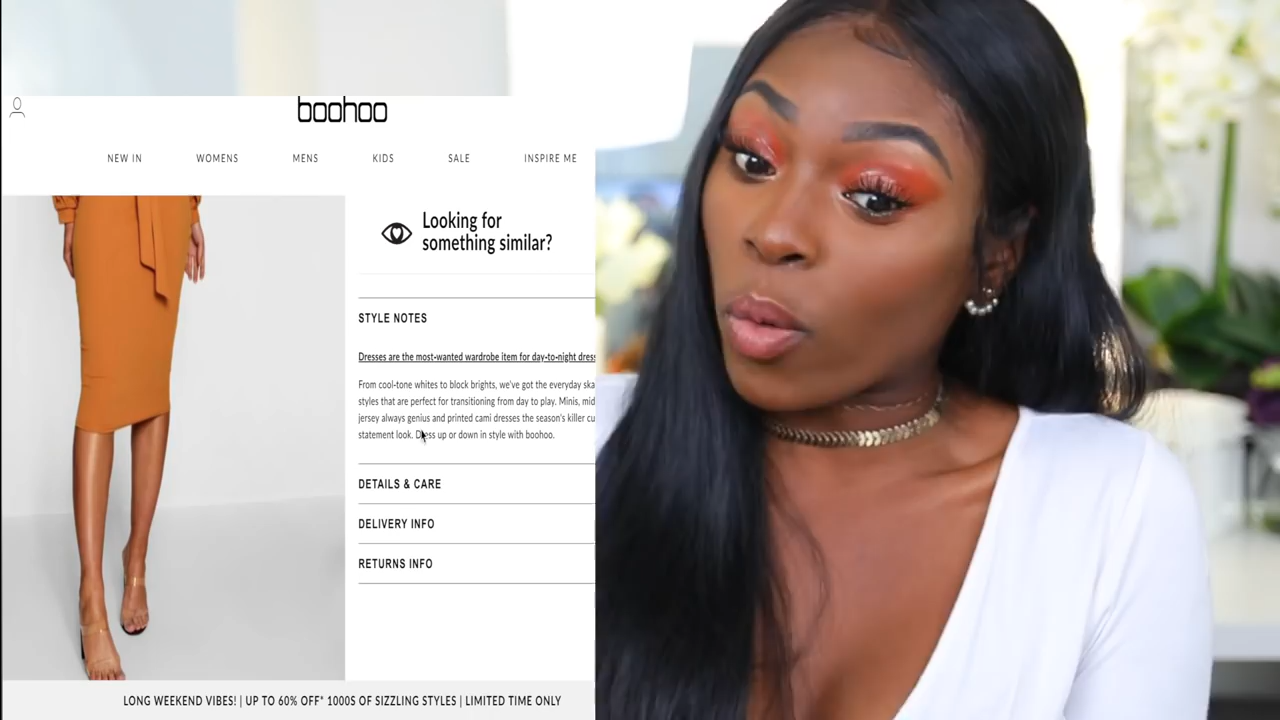 boohoo
NEW IN WOMENS MENS KIDS SALE INSPIRE ME
Looking for
something similar?
STYLE NOTES
Dresses are the most-wanted wardrobe item for day-to-night
From cool-tone whites to block brights, we've got the everyday
styles that are perfect for transitioning from day to play. Minis,
jersey always genius and printed cami dresses the season's killer
statement look. Dress up or down in style with boohoo.
DETAILS & CARE
DELIVERY INFO
RETURNS INFO
LONG WEEKEND VIBES! | UP TO 60% OFF* 1000S OF SIZZLING STYLES | LIMITED TIME ONLY